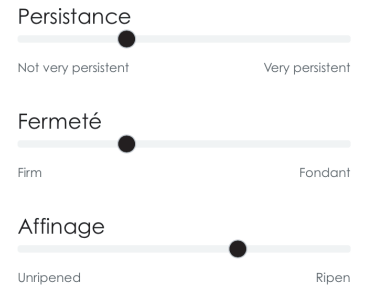 Persistance
Not very persistent Very persistent
Fermeté
Firm Fondant
Affinage
Unripened Ripen